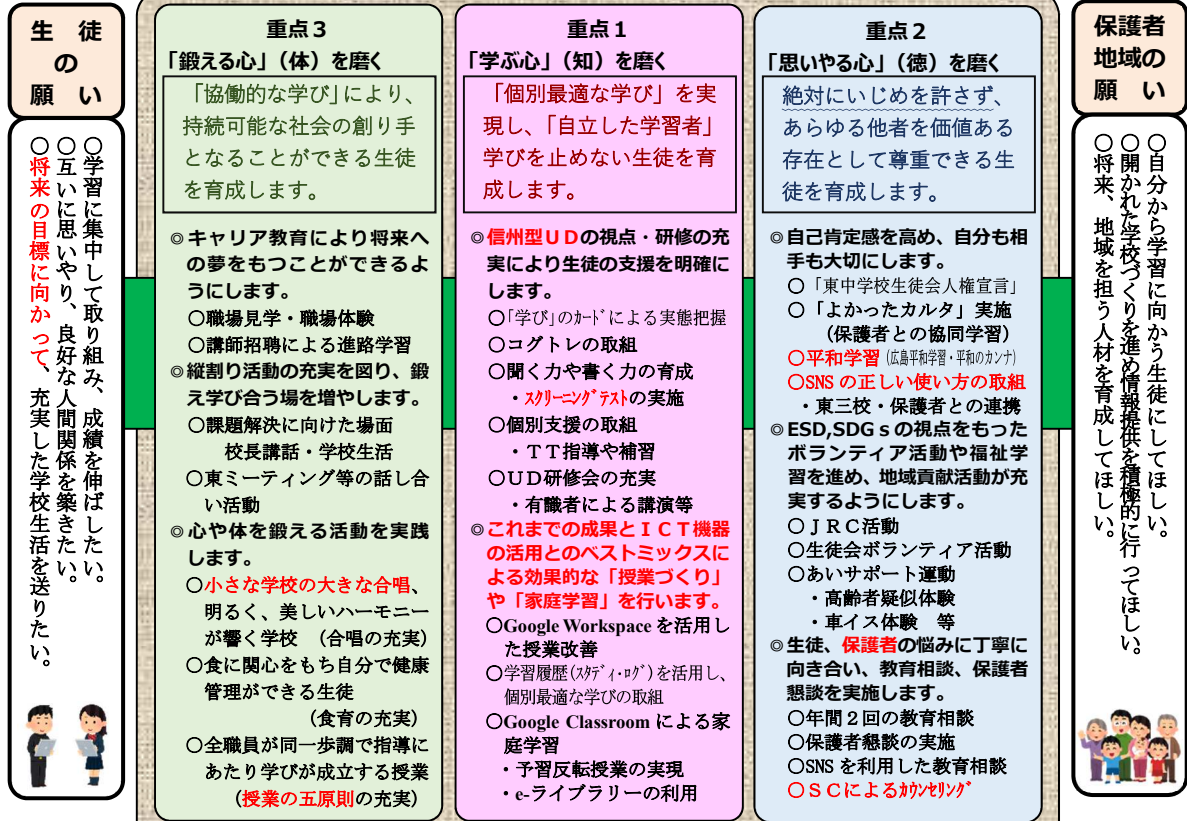 生　徒
の
願　い
○学習に集中して取り組み、成績を伸ばしたい。
○互いに思いやり、良好な人間関係を築きたい。
○将来の目標に向かって、充実した学校生活を送りたい。
重点３
「鍛える心」（体）を磨く
「協働的な学び」により、
持続可能な社会の創り手
となることができる生徒
を育成します。
◎キャリア教育により将来へ
の夢をもつことができるよ
うにします。
○職場見学・職場体験
○講師招聘による進路学習
◎縦割り活動の充実を図り、鍛
え学び合う場を増やします。
○課題解決に向けた場面
校長講話・学校生活
○東ミーティング等の話し合
い活動
◎心や体を鍛える活動を実践
します。
○小さな学校の大きな合唱、
明るく、美しいハーモニー
が響く学校　（合唱の充実）
○食に関心をもち自分で健康
管理ができる生徒
（食育の充実）
○全職員が同一歩調で指導に
あたり学びが成立する授業
（授業の五原則の充実）
重点１
「学ぶ心」（知）を磨く
「個別最適な学び」を実
現し、「自立した学習者」
学びを止めない生徒を育
成します。
◎信州型ＵＤの視点・研修の充
実により生徒の支援を明確に
します。
○「学び」のｶｰﾄﾞによる実態把握
○コグトレの取組
○聞く力や書く力の育成
・ｽｸﾘｰﾆﾝｸﾞﾃｽﾄの実施
○個別支援の取組
・ＴＴ指導や補習
○UD研修会の充実
・有識者による講演等
◎これまでの成果とＩＣＴ機器
の活用とのベストミックスに
よる効果的な「授業づくり」
や「家庭学習」を行います。
○Google Workspace を活用し
た授業改善
○学習履歴(ｽﾀﾃﾞｨ･ﾛｸﾞ)を活用し、
個別最適な学びの取組
○Google Classroom による家
庭学習
・予習反転授業の実現
・e-ライブラリーの利用
重点２
「思いやる心」（徳）を磨く
絶対にいじめを許さず、
あらゆる他者を価値ある
存在として尊重できる生
徒を育成します。
◎自己肯定感を高め、自分も相
手も大切にします。
○「東中学校生徒会人権宣言」
○「よかったカルタ」実施
（保護者との協同学習）
○平和学習（広島平和学習・平和のカンナ）
○SNS の正しい使い方の取組
・東三校・保護者との連携
◎ESD,SDGｓの視点をもった
ボランティア活動や福祉学
習を進め、地域貢献活動が充
実するようにします。
○ＪＲＣ活動
○生徒会ボランティア活動
○あいサポート運動
・高齢者疑似体験
・車イス体験　等
◎生徒、保護者の悩みに丁寧に
向き合い、教育相談、保護者
懇談を実施します。
○年間２回の教育相談
○保護者懇談の実施
○SNS を利用した教育相談
○ＳＣによるｶｳﾝｾﾘﾝｸﾞ
保護者
地域の
願　い
○自分から学習に向かう生徒にしてほしい。
○開かれた学校づくりを進め情報提供を積極的に行ってほしい。
○将来、地域を担う人材を育成してほしい。